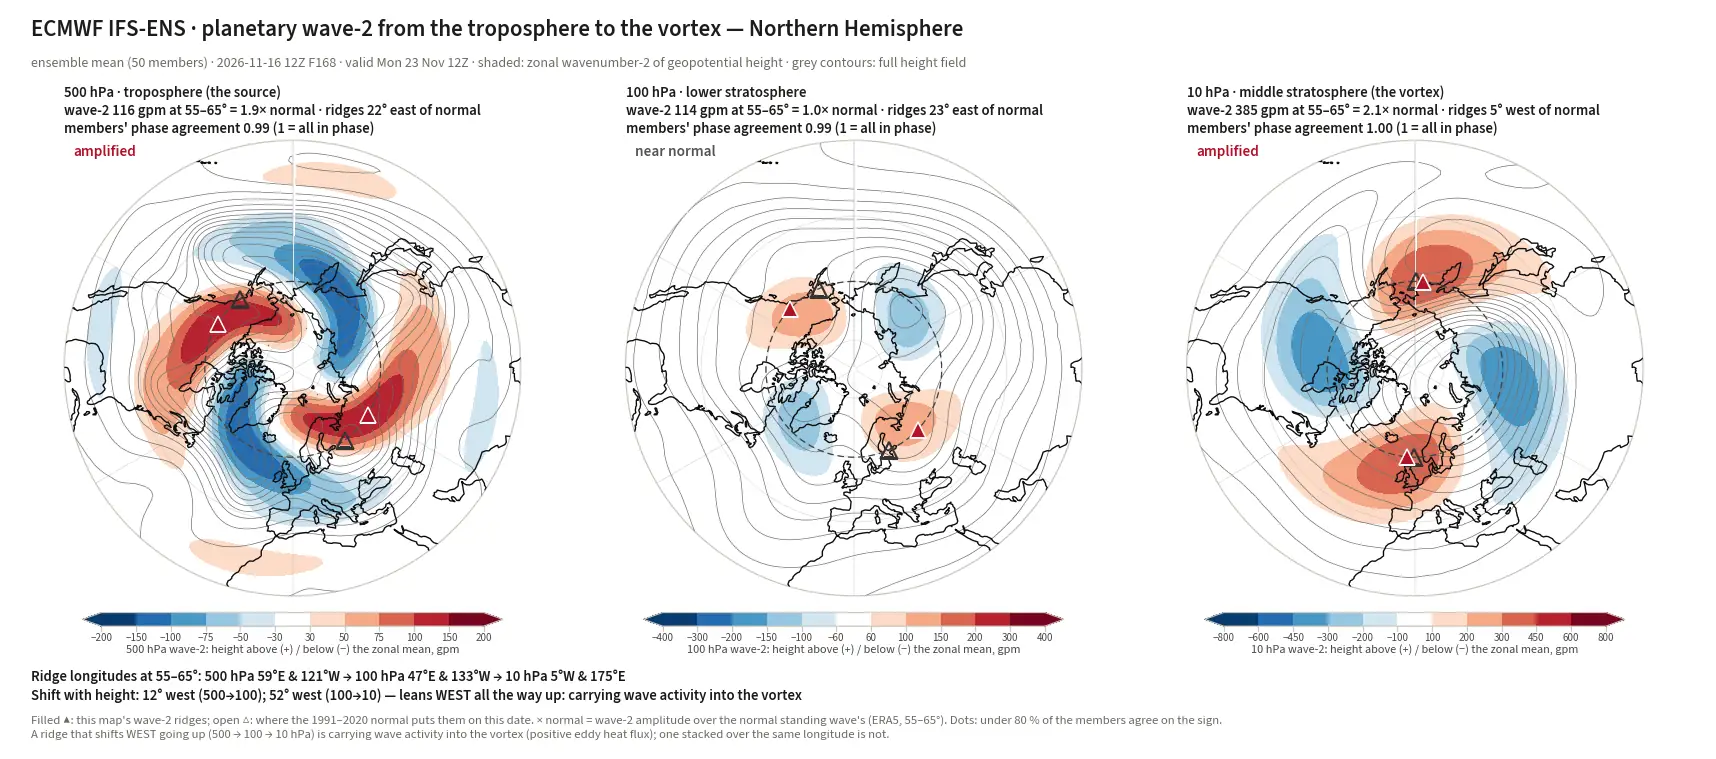 ECMWF IFS-ENS · planetary wave-2 from the troposphere to the vortex — Northern Hemisphere
ensemble mean (50 members) · 2026-11-16 12Z F168 · valid Mon 23 Nov 12Z · shaded: zonal wavenumber-2 of geopotential height · grey contours: full height field
500 hPa · troposphere (the source)
wave-2 116 gpm at 55–65° = 1.9× normal · ridges 22° east of normal
members' phase agreement 0.99 (1 = all in phase)
amplified
100 hPa · lower stratosphere
wave-2 114 gpm at 55–65° = 1.0× normal · ridges 23° east of normal
members' phase agreement 0.99 (1 = all in phase)
near normal
10 hPa · middle stratosphere (the vortex)
wave-2 385 gpm at 55–65° = 2.1× normal · ridges 5° west of normal
members' phase agreement 1.00 (1 = all in phase)
amplified
−200 −150 −100 −75 −50 −30 30 50 75 100 150 200
500 hPa wave-2: height above (+) / below (−) the zonal mean, gpm
−400 −300 −200 −150 −100 −60 60 100 150 200 300 400
100 hPa wave-2: height above (+) / below (−) the zonal mean, gpm
−800 −600 −450 −300 −200 −100 100 200 300 450 600 800
10 hPa wave-2: height above (+) / below (−) the zonal mean, gpm
Ridge longitudes at 55–65°: 500 hPa 59°E & 121°W → 100 hPa 47°E & 133°W → 10 hPa 5°W & 175°E
Shift with height: 12° west (500→100); 52° west (100→10) — leans WEST all the way up: carrying wave activity into the vortex
Filled ▲: this map's wave-2 ridges; open △: where the 1991–2020 normal puts them on this date. × normal = wave-2 amplitude over the normal standing wave's (ERA5, 55–65°). Dots: under 80 % of the members agree on the sign.
A ridge that shifts WEST going up (500 → 100 → 10 hPa) is carrying wave activity into the vortex (positive eddy heat flux); one stacked over the same longitude is not.